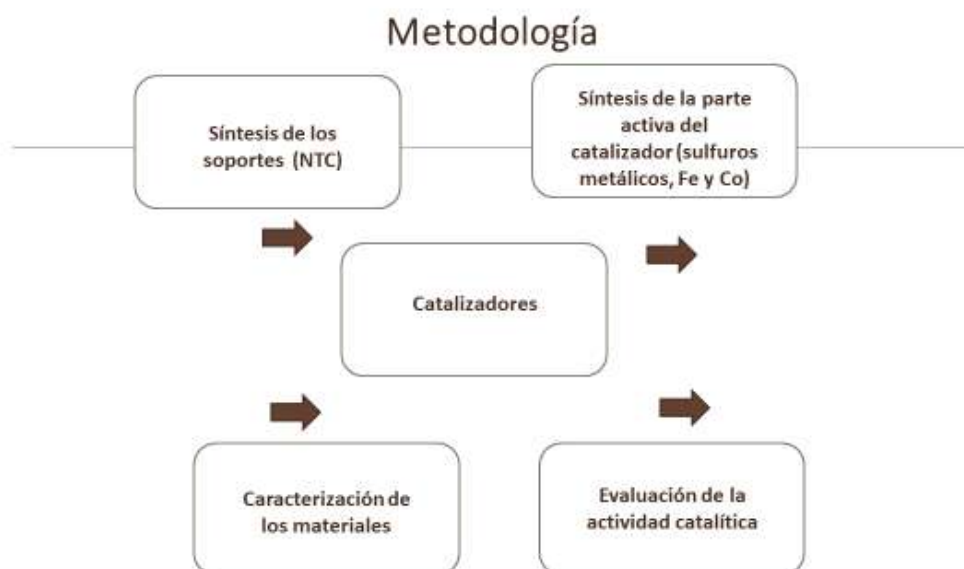 Metodología
Síntesis de los
soportes (NTC)
Síntesis de la parte
activa del
catalizador (sulfuros
metálicos, Fe y Co)
Catalizadores
Caracterización de
los materiales
Evaluación de la
actividad catalítica